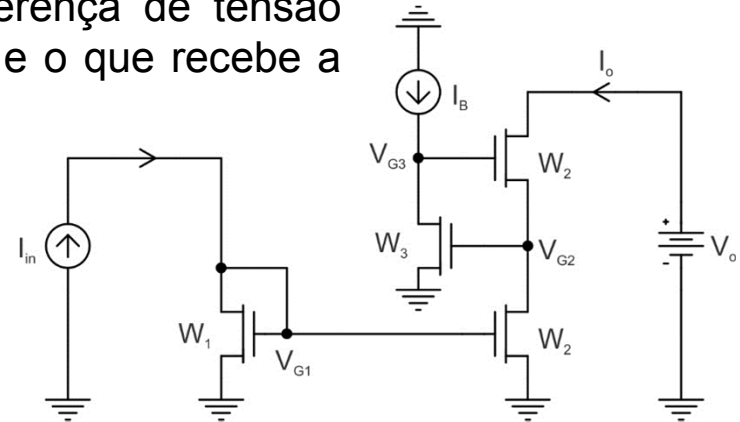 erença de tensão
e o que recebe a
I_o
I_B
V_G3
W_2
W_3
V_G2
V_o
I_in
W_1
V_G1
W_2
+
-